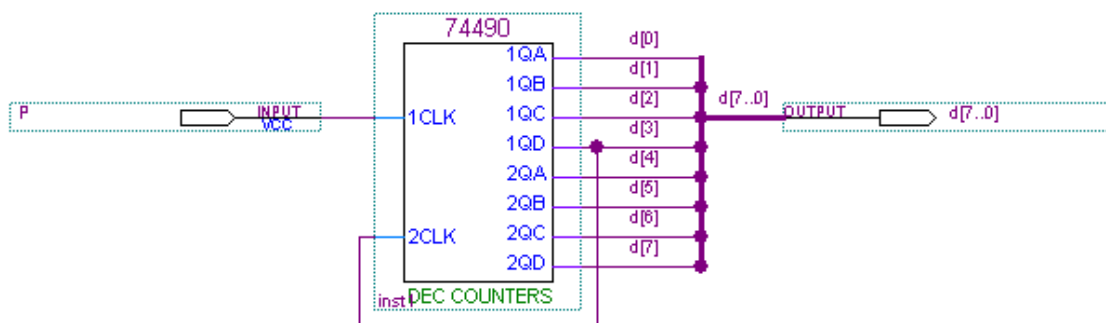 74490
P
INPUT
VCC
1CLK
2CLK
1QA
1QB
1QC
1QD
2QA
2QB
2QC
2QD
inst1
DEC COUNTERS
d[0]
d[1]
d[2]
d[3]
d[4]
d[5]
d[6]
d[7]
d[7..0]
OUTPUT
d[7..0]